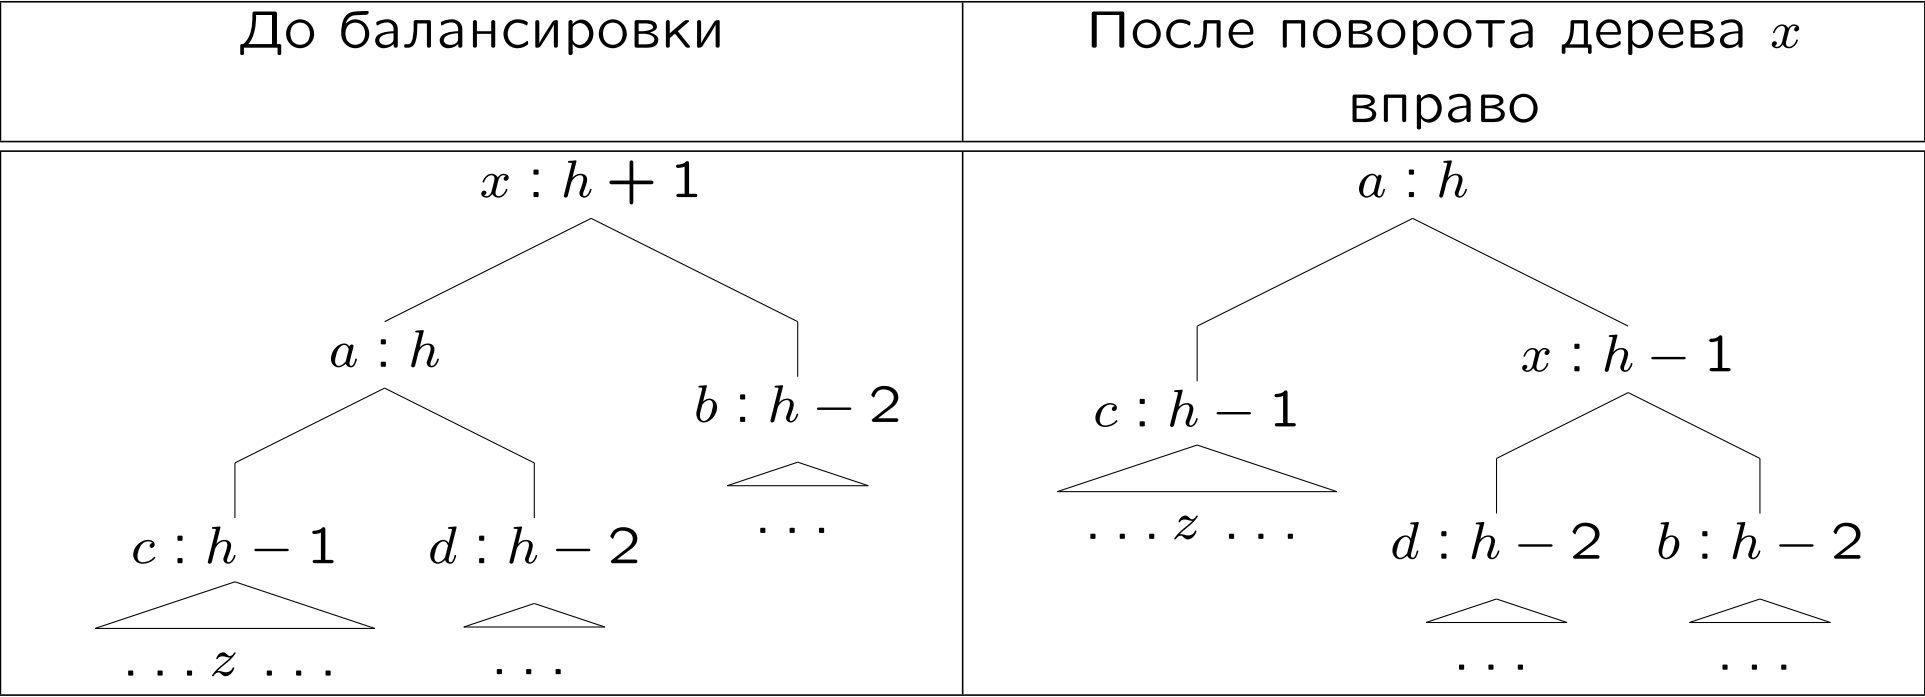 До балансировки
После поворота дерева x
вправо
x : h + 1
a : h
b : h − 2
c : h − 1
d : h − 2
. . .
. . . z . . .
. . .
a : h
x : h − 1
c : h − 1
. . . z . . .
d : h − 2
b : h − 2
. . .
. . .